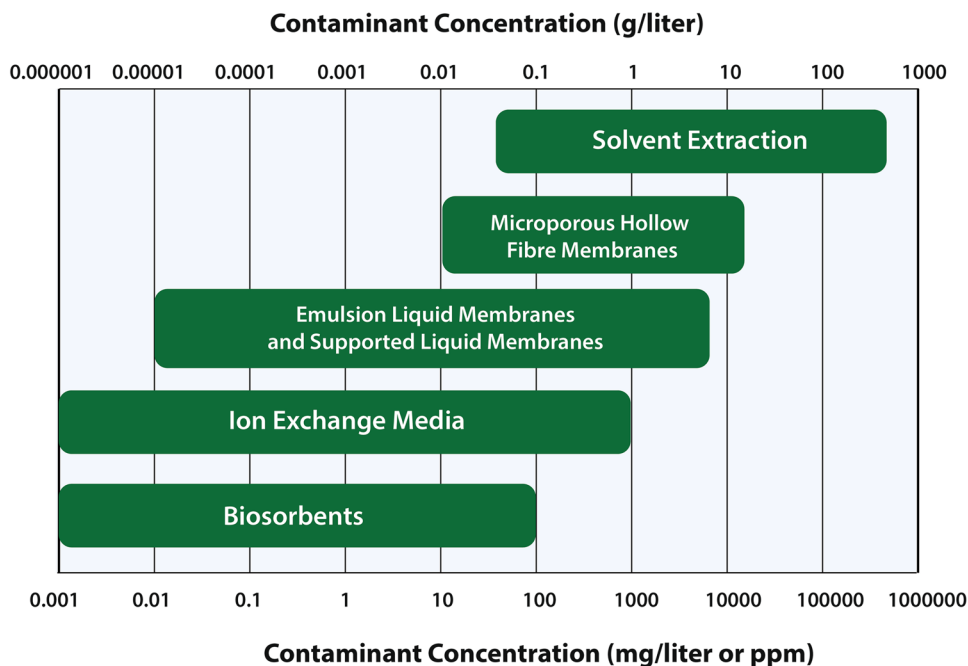 Contaminant Concentration (g/liter)
0.000001 0.00001 0.0001 0.001 0.01 0.1 1 10 100 1000
Solvent Extraction
Microporous Hollow
Fibre Membranes
Emulsion Liquid Membranes
and Supported Liquid Membranes
Ion Exchange Media
Biosorbents
0.001 0.01 0.1 1 10 100 1000 10000 100000 1000000
Contaminant Concentration (mg/liter or ppm)